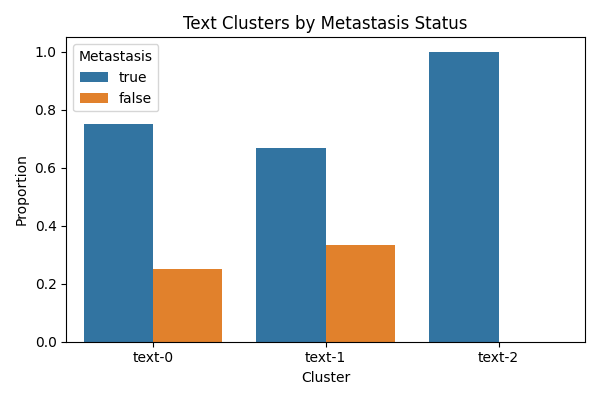 Text Clusters by Metastasis Status
Metastasis
true
false
Proportion
1.0
0.8
0.6
0.4
0.2
0.0
text-0 text-1 text-2
Cluster